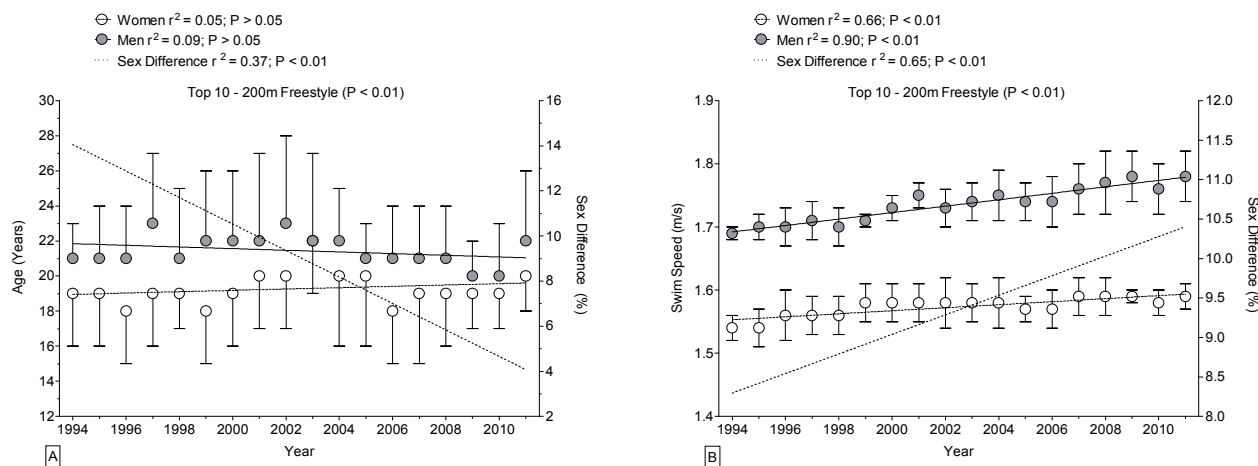 Women r² = 0.05; P > 0.05
Men r² = 0.09; P > 0.05
Sex Difference r² = 0.37; P < 0.01
Top 10 - 200m Freestyle (P < 0.01)
30
28
26
24
22
20
18
16
14
12
Age (Years)
16
14
12
10
8
6
4
2
Sex Difference (%)
1994 1996 1998 2000 2002 2004 2006 2008 2010
Year
A
Women r² = 0.66; P < 0.01
Men r² = 0.90; P < 0.01
Sex Difference r² = 0.65; P < 0.01
Top 10 - 200m Freestyle (P < 0.01)
1.9
1.8
1.7
1.6
1.5
1.4
Swim Speed (m/s)
12.0
11.5
11.0
10.5
10.0
9.5
9.0
8.5
8.0
Sex Difference (%)
1994 1996 1998 2000 2002 2004 2006 2008 2010
Year
B